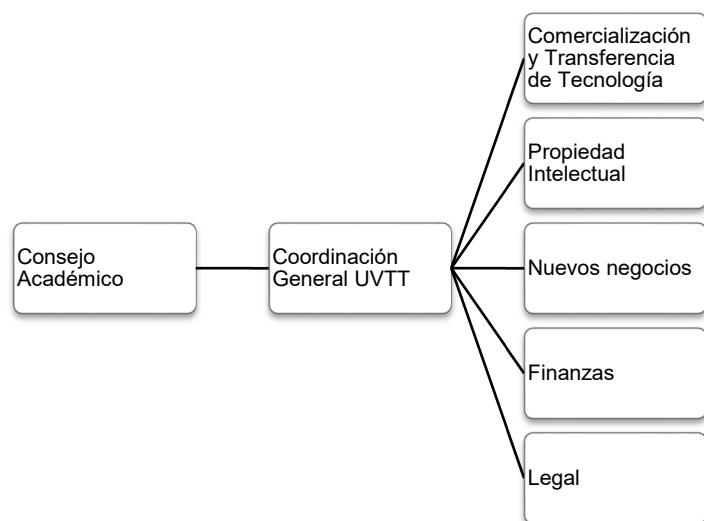 Consejo
Académico
Coordinación
General UVTT
Comercialización
y Transferencia
de Tecnología
Propiedad
Intelectual
Nuevos negocios
Finanzas
Legal